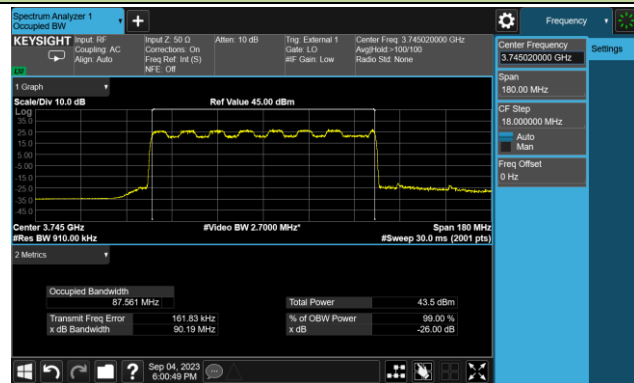 Spectrum Analyzer 1
Occupied BW
+
Frequency
KEYSIGHT
Input: RF
Coupling: AC
Align: Auto
Input Z: 50 Ω
Corrections: On
Freq Ref: Int (S)
NFE: Off
Atten: 10 dB
Trig: External 1
Gate: LO
#IF Gain: Low
Center Freq: 3.745020000 GHz
Avg|Hold:>100/100
Radio Std: None
Center Frequency
3.745020000 GHz
Settings
Span
180.00 MHz
CF Step
18.000000 MHz
Auto
Man
Freq Offset
0 Hz
1 Graph
Scale/Div 10.0 dB
Ref Value 45.00 dBm
Log
35.0
25.0
15.0
5.00
-5.00
-15.0
-25.0
-35.0
-45.0
Center 3.745 GHz
#Video BW 2.7000 MHz*
Span 180 MHz
#Res BW 910.00 kHz
#Sweep 30.0 ms (2001 pts)
2 Metrics
Occupied Bandwidth
87.561 MHz
Total Power
43.5 dBm
Transmit Freq Error
161.83 kHz
% of OBW Power
99.00 %
x dB Bandwidth
90.19 MHz
x dB
-26.00 dB
?
Sep 04, 2023
6:00:49 PM